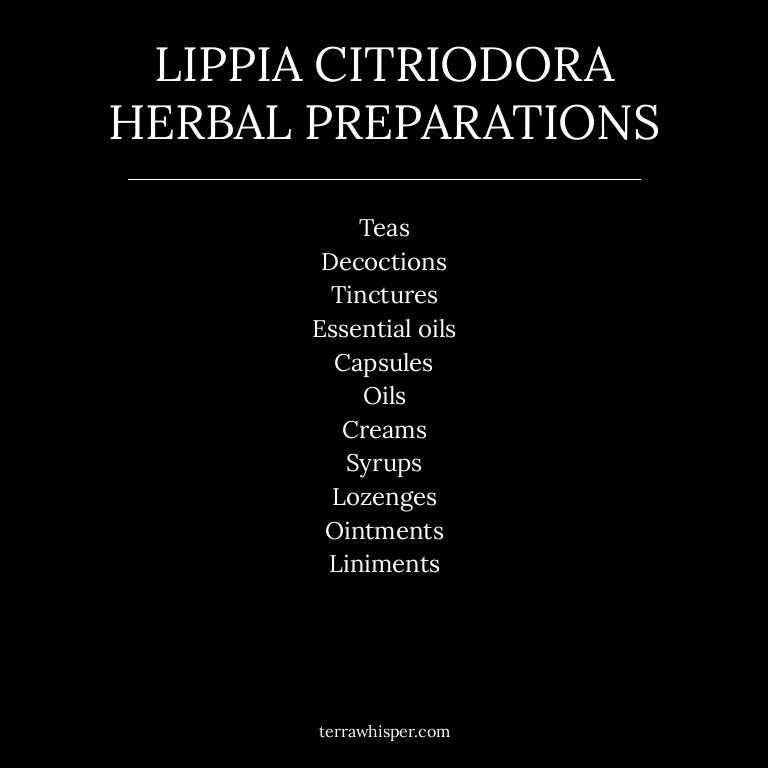 LIPPIA CITRIODORA
HERBAL PREPARATIONS
Teas
Decoctions
Tinctures
Essential oils
Capsules
Oils
Creams
Syrups
Lozenges
Ointments
Liniments
terrawhisper.com